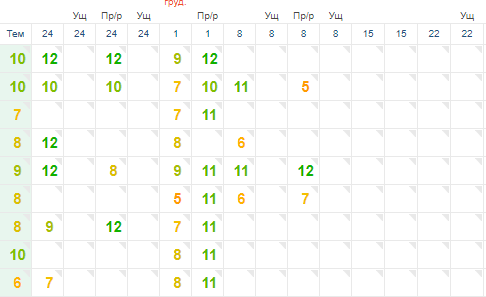 груд.
Ущ Пр/р Ущ Пр/р Ущ Пр/р Ущ Ущ
Тем 24 24 24 24 1 1 8 8 8 8 15 15 22 22
10 12 12 9 12
10 10 10 7 10 11 5
7 7 11
8 12 8 6
9 12 8 9 11 11 12
8 5 11 6 7
8 9 12 7 11
10 8 11
6 7 8 11